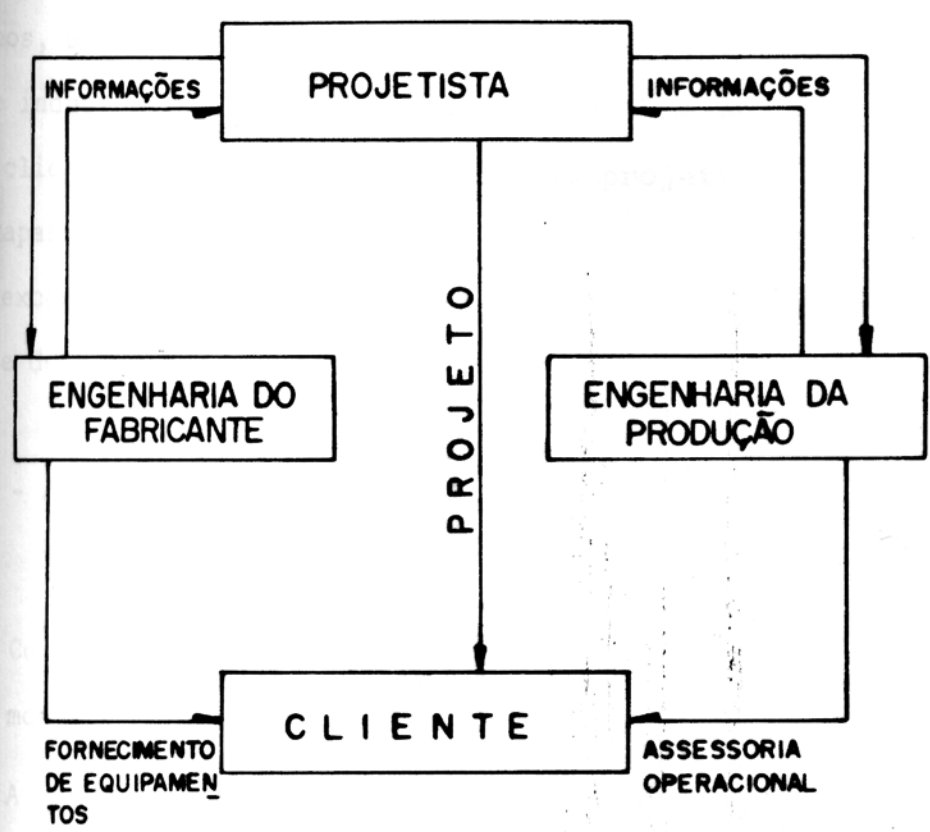 INFORMAÇÕES
PROJETISTA
INFORMAÇÕES
PROJETO
ENGENHARIA DO
FABRICANTE
ENGENHARIA DA
PRODUÇÃO
CLIENTE
FORNECIMENTO
DE EQUIPAMEN
TOS
ASSESSORIA
OPERACIONAL